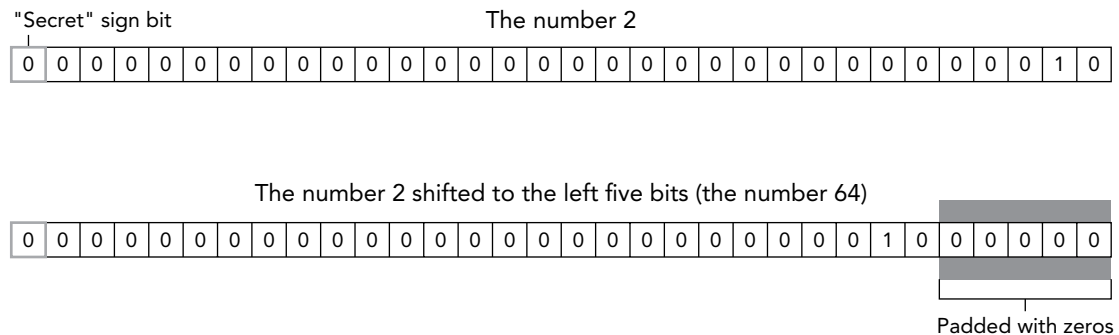 "Secret" sign bit
The number 2
0 0 0 0 0 0 0 0 0 0 0 0 0 0 0 0 0 0 0 0 0 0 0 0 0 0 0 0 0 0 1 0
The number 2 shifted to the left five bits (the number 64)
0 0 0 0 0 0 0 0 0 0 0 0 0 0 0 0 0 0 0 0 0 0 0 0 0 1 0 0 0 0 0 0
Padded with zeros